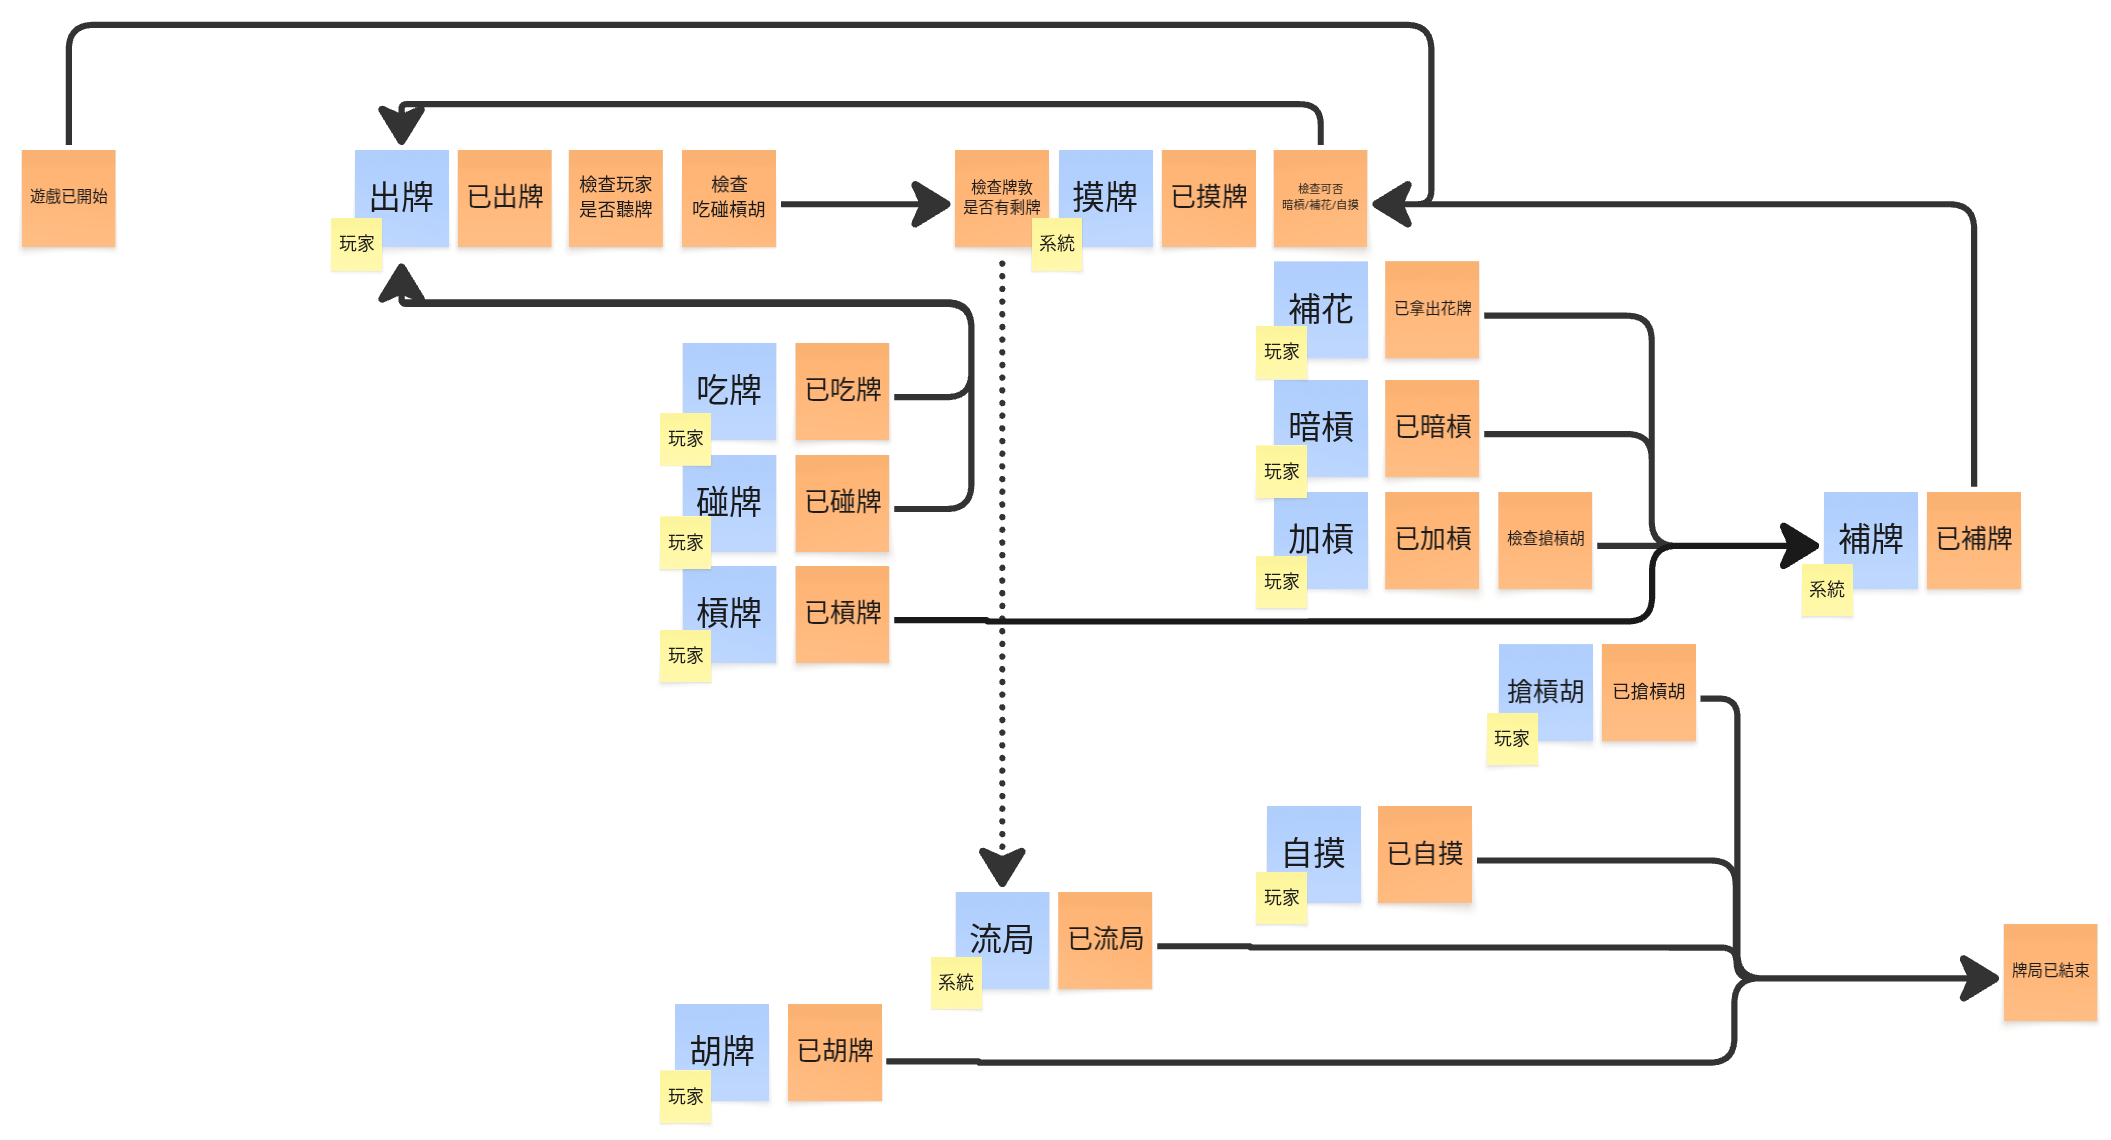 遊戲已開始
出牌
玩家
已出牌
檢查玩家
是否聽牌
檢查
吃碰槓胡
檢查牌敦
是否有剩牌
系統
摸牌
已摸牌
檢查可否
暗槓/補花/自摸
補花
玩家
已拿出花牌
吃牌
玩家
已吃牌
暗槓
玩家
已暗槓
碰牌
玩家
已碰牌
加槓
玩家
已加槓
檢查搶槓胡
補牌
系統
已補牌
槓牌
玩家
已槓牌
搶槓胡
玩家
已搶槓胡
自摸
玩家
已自摸
流局
系統
已流局
牌局已結束
胡牌
玩家
已胡牌